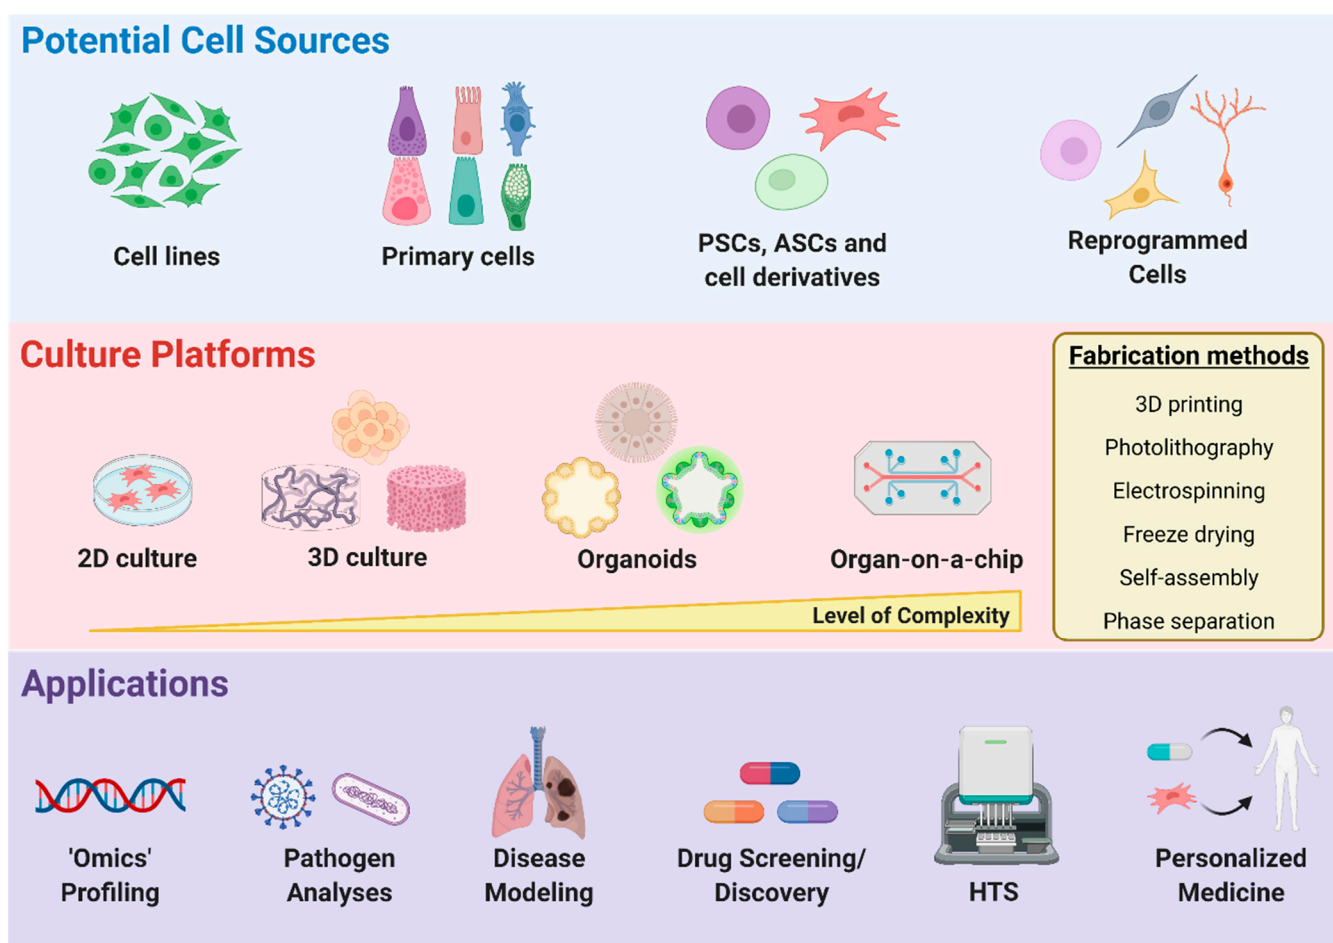 Potential Cell Sources
Cell lines
Primary cells
PSCs, ASCs and
cell derivatives
Reprogrammed
Cells
Culture Platforms
2D culture
3D culture
Organoids
Organ-on-a-chip
Level of Complexity
Fabrication methods
3D printing
Photolithography
Electrospinning
Freeze drying
Self-assembly
Phase separation
Applications
'Omics'
Profiling
Pathogen
Analyses
Disease
Modeling
Drug Screening/
Discovery
HTS
Personalized
Medicine